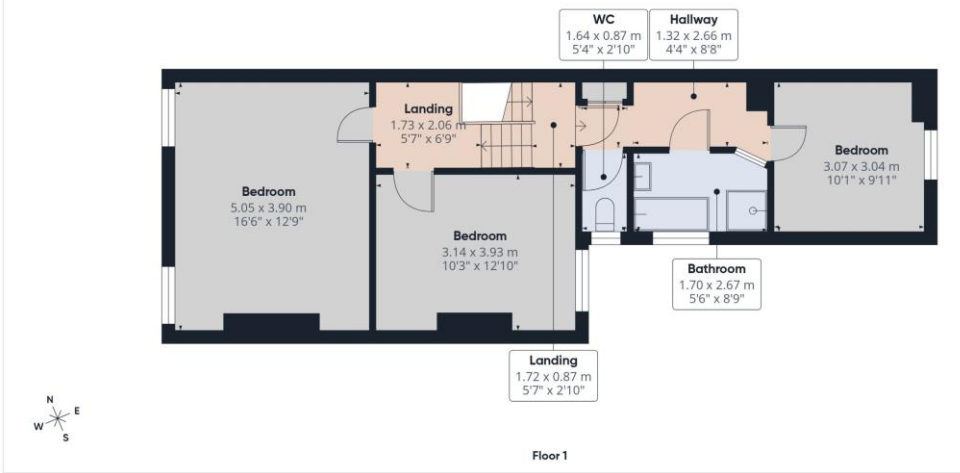 WC
1.64 x 0.87 m
5'4" x 2'10"
Hallway
1.32 x 2.66 m
4'4" x 8'8"
Landing
1.73 x 2.06 m
5'7" x 6'9"
Bedroom
3.07 x 3.04 m
10'1" x 9'11"
Bedroom
5.05 x 3.90 m
16'6" x 12'9"
Bedroom
3.14 x 3.93 m
10'3" x 12'10"
Bathroom
1.70 x 2.67 m
5'6" x 8'9"
Landing
1.72 x 0.87 m
5'7" x 2'10"
N
E
W
S
Floor 1